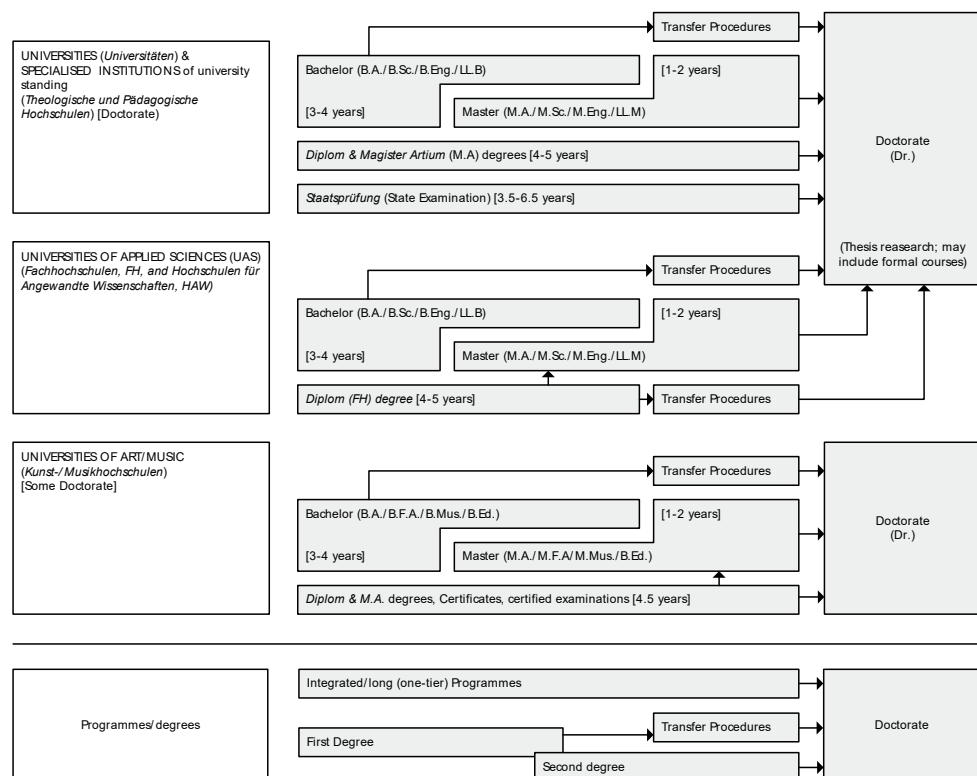 Transfer Procedures
UNIVERSITIES (Universitäten) &
SPECIALISED INSTITUTIONS of university
standing
(Theologische und Pädagogische
Hochschulen) [Doctorate)
Bachelor (B.A./B.Sc./B.Eng./LL.B)
[1-2 years]
[3-4 years]
Master (M.A./M.Sc./M.Eng./LL.M)
Diplom & Magister Artium (M.A) degrees [4-5 years]
Staatsprüfung (State Examination) [3.5-6.5 years]
Doctorate
(Dr.)
(Thesis reasearch; may
include formal courses)
UNIVERSITIES OF APPLIED SCIENCES (UAS)
(Fachhochschulen, FH, and Hochschulen für
Angewandte Wissenschaften, HAW)
Transfer Procedures
Bachelor (B.A./B.Sc./B.Eng./LL.B)
[1-2 years]
[3-4 years]
Master (M.A./M.Sc./M.Eng./LL.M)
Diplom (FH) degree [4-5 years]
Transfer Procedures
UNIVERSITIES OF ART/MUSIC
(Kunst-/Musikhochschulen)
[Some Doctorate]
Transfer Procedures
Bachelor (B.A./B.F.A./B.Mus./B.Ed.)
[1-2 years]
[3-4 years]
Master (M.A./M.F.A/M.Mus./B.Ed.)
Diplom & M.A. degrees, Certificates, certified examinations [4.5 years]
Doctorate
(Dr.)
Programmes/degrees
Integrated/long (one-tier) Programmes
Transfer Procedures
First Degree
Second degree
Doctorate